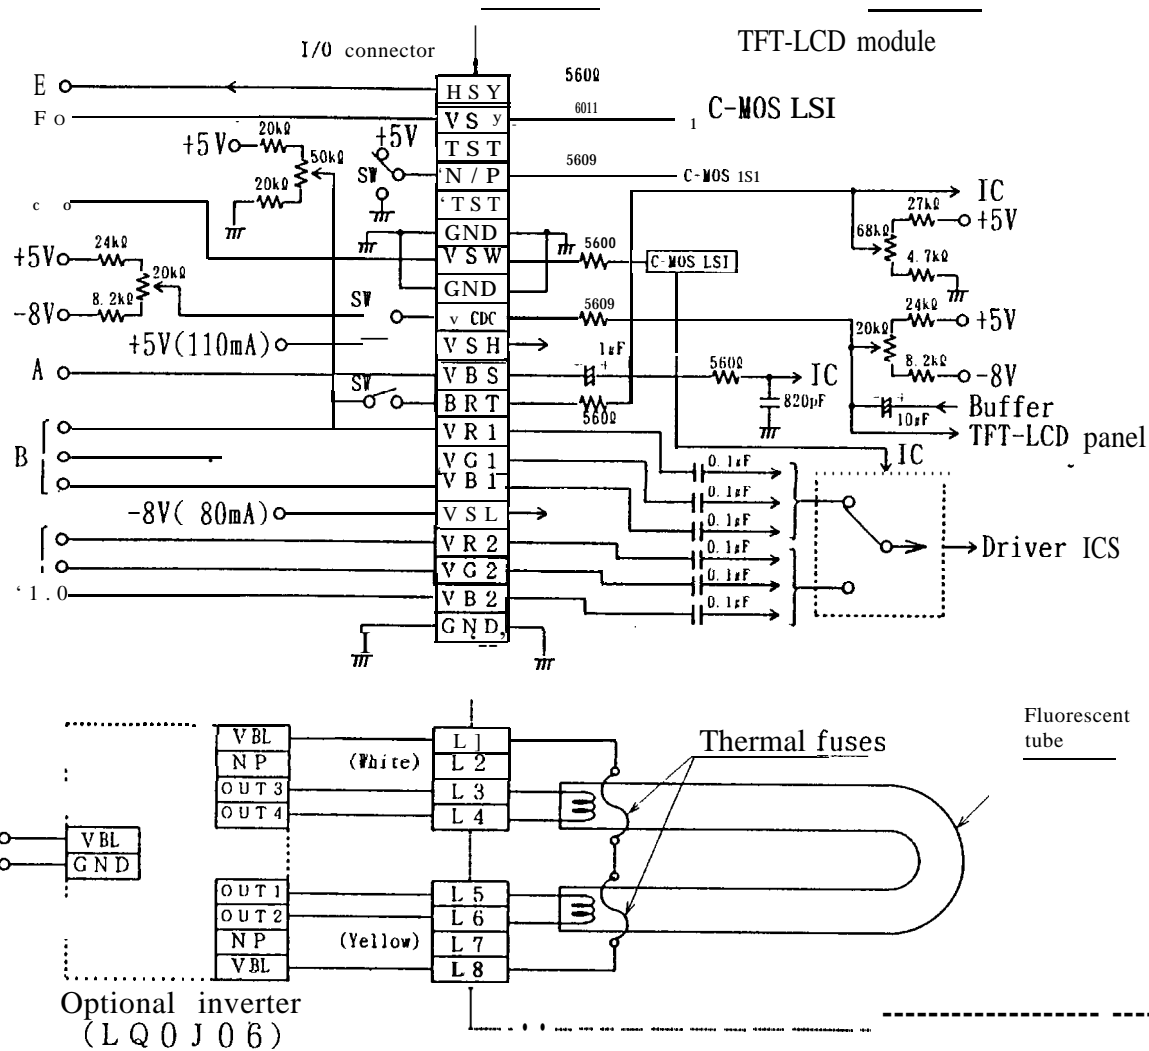 I/O connector
TFT-LCD module
E
HSY
560Ω
F o
VS y
6011
1 C-MOS LSI
+5V
20kΩ
50kΩ
20kΩ
+5V
SW
TST
'N/P
5609
C-MOS 1S1
'TST
IC
27kΩ
+5V
68kΩ
4.7kΩ
c o
GND
VSW
5600
C-MOS LSI
GND
+5V
24kΩ
20kΩ
-8V
8.2kΩ
SW
v CDC
5609
24kΩ
+5V
20kΩ
8.2kΩ
-8V
+5V(110mA)
VSH
A
VBS
1μF
- +
560Ω
IC
820pF
SW
BRT
560Ω
- +
10μF
Buffer
TFT-LCD panel
B
VR1
VG1
VB1
IC
0.1μF
0.1μF
0.1μF
-8V( 80mA)
VSL
VR2
VG2
'1.0
VB2
0.1μF
0.1μF
0.1μF
Driver ICS
GND,
VBL
NP
OUT3
OUT4
(White)
L1
L2
L3
L4
Thermal fuses
Fluorescent
tube
VBL
GND
OUT1
OUT2
NP
VBL
(Yellow)
L5
L6
L7
L8
Optional inverter
(LQ0J06)